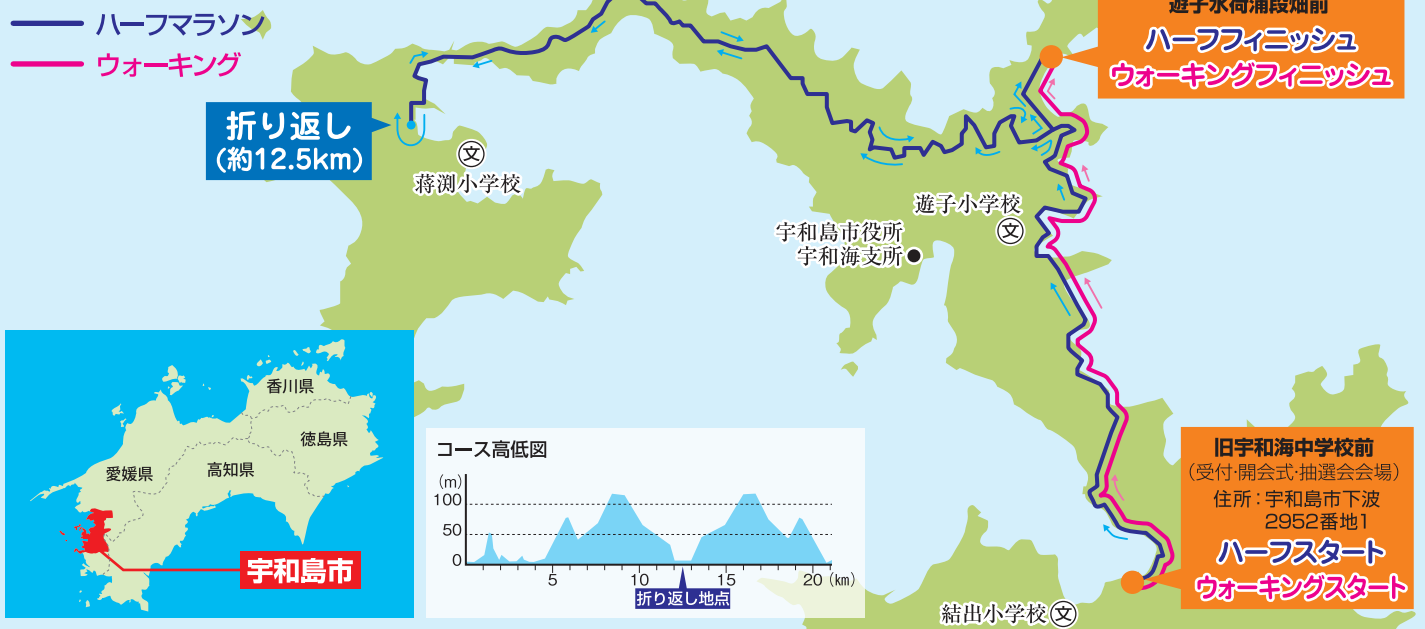 ハーフマラソン
ウォーキング
遊子水荷浦段畑前
ハーフフィニッシュ
ウォーキングフィニッシュ
折り返し
(約12.5km)
文
蒋渕小学校
遊子小学校
文
宇和島市役所
宇和海支所
香川県
徳島県
愛媛県
高知県
宇和島市
コース高低図
(m)
100
50
0
5
10
15
20
(km)
折り返し地点
旧宇和海中学校前
(受付・開会式・抽選会会場)
住所:宇和島市下波
2952番地1
ハーフスタート
ウォーキングスタート
結出小学校
文